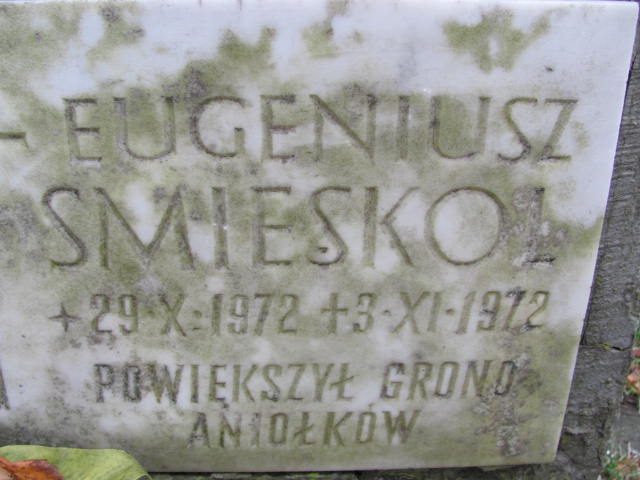 EUGENIUSZ
SMIESKOL
+29·X·1972 +3·XI·1972
POWIĘKSZYŁ GRONO
ANIOŁKÓW